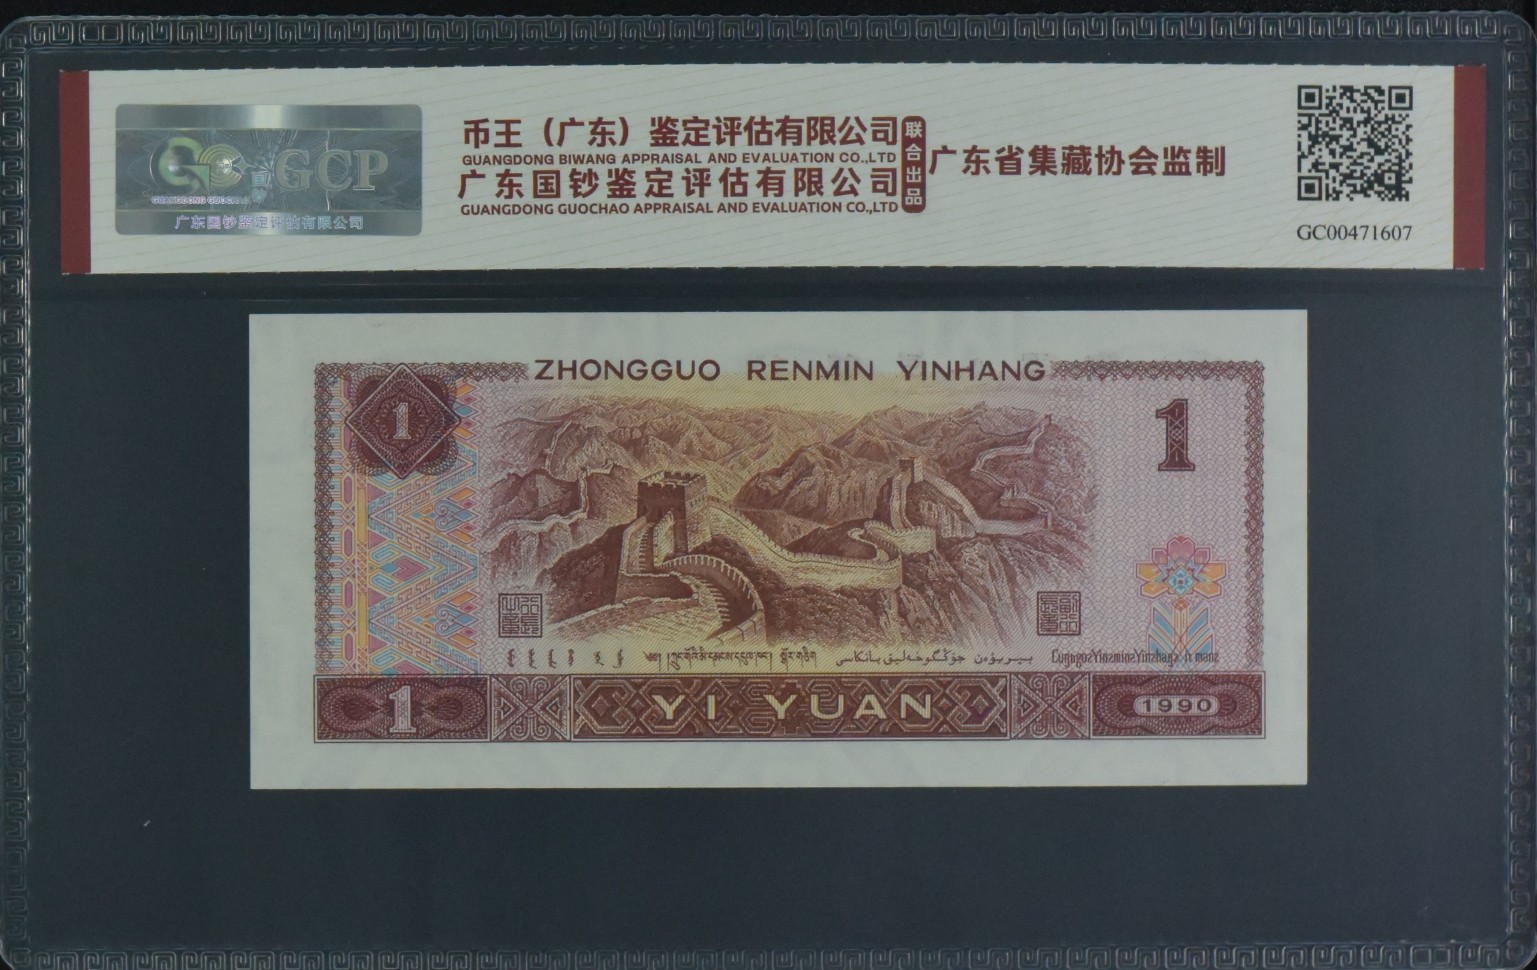 GCP
GUANGDONG GUOCHAO
广东国钞鉴定评估有限公司
币王（广东）鉴定评估有限公司
GUANGDONG BIWANG APPRAISAL AND EVALUATION CO.,LTD
广东国钞鉴定评估有限公司
GUANGDONG GUOCHAO APPRAISAL AND EVALUATION CO.,LTD
联合出品
广东省集藏协会监制
GC00471607
ZHONGGUO RENMIN YINHANG
1
1
1
YI YUAN
1990